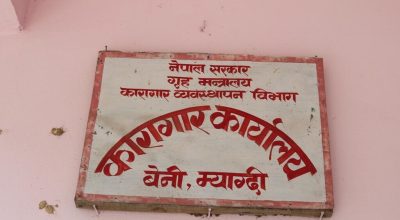 नेपाल सरकार
गृह मन्त्रालय
कारागार व्यवस्थापन विभाग
कारागार कार्यालय
बेनी, म्याग्दी